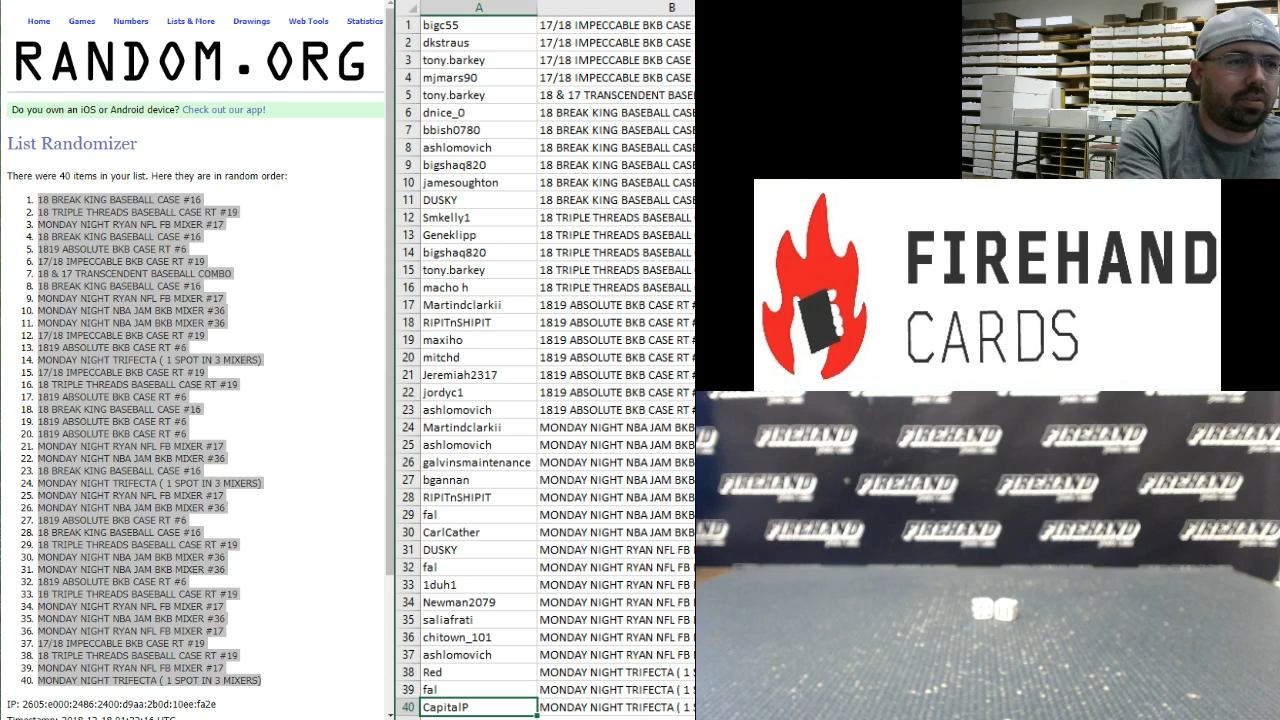 Home Games Numbers Lists & More Drawings Web Tools Statistics
RANDOM.ORG
Do you own an iOS or Android device? Check out our app!
List Randomizer
There were 40 items in your list. Here they are in random order:
1. 18 BREAK KING BASEBALL CASE #16
2. 18 TRIPLE THREADS BASEBALL CASE RT #19
3. MONDAY NIGHT RYAN NFL FB MIXER #17
4. 18 BREAK KING BASEBALL CASE #16
5. 1819 ABSOLUTE BKB CASE RT #6
6. 17/18 IMPECCABLE BKB CASE RT #19
7. 18 & 17 TRANSCENDENT BASEBALL COMBO
8. 18 BREAK KING BASEBALL CASE #16
9. MONDAY NIGHT RYAN NFL FB MIXER #17
10. MONDAY NIGHT NBA JAM BKB MIXER #36
11. MONDAY NIGHT NBA JAM BKB MIXER #36
12. 17/18 IMPECCABLE BKB CASE RT #19
13. 1819 ABSOLUTE BKB CASE RT #6
14. MONDAY NIGHT TRIFECTA ( 1 SPOT IN 3 MIXERS)
15. 17/18 IMPECCABLE BKB CASE RT #19
16. 18 TRIPLE THREADS BASEBALL CASE RT #19
17. 1819 ABSOLUTE BKB CASE RT #6
18. 18 BREAK KING BASEBALL CASE #16
19. 1819 ABSOLUTE BKB CASE RT #6
20. 1819 ABSOLUTE BKB CASE RT #6
21. MONDAY NIGHT RYAN NFL FB MIXER #17
22. MONDAY NIGHT NBA JAM BKB MIXER #36
23. 18 BREAK KING BASEBALL CASE #16
24. MONDAY NIGHT TRIFECTA ( 1 SPOT IN 3 MIXERS)
25. MONDAY NIGHT RYAN NFL FB MIXER #17
26. MONDAY NIGHT NBA JAM BKB MIXER #36
27. 1819 ABSOLUTE BKB CASE RT #6
28. 18 BREAK KING BASEBALL CASE #16
29. 18 TRIPLE THREADS BASEBALL CASE RT #19
30. MONDAY NIGHT NBA JAM BKB MIXER #36
31. MONDAY NIGHT NBA JAM BKB MIXER #36
32. 1819 ABSOLUTE BKB CASE RT #6
33. 18 TRIPLE THREADS BASEBALL CASE RT #19
34. MONDAY NIGHT RYAN NFL FB MIXER #17
35. MONDAY NIGHT NBA JAM BKB MIXER #36
36. MONDAY NIGHT RYAN NFL FB MIXER #17
37. 17/18 IMPECCABLE BKB CASE RT #19
38. 18 TRIPLE THREADS BASEBALL CASE RT #19
39. MONDAY NIGHT RYAN NFL FB MIXER #17
40. MONDAY NIGHT TRIFECTA ( 1 SPOT IN 3 MIXERS)
IP: 2605:e000:2486:2400:d9aa:2b0d:10ee:fa2e
A B
1 bigc55 17/18 IMPECCABLE BKB CASE
2 dkstraus 17/18 IMPECCABLE BKB CASE
3 tony.barkey 17/18 IMPECCABLE BKB CASE
4 mjmars90 17/18 IMPECCABLE BKB CASE
5 tony.barkey 18 & 17 TRANSCENDENT BASE
6 dnice_0 18 BREAK KING BASEBALL CASE
7 bbish0780 18 BREAK KING BASEBALL CASE
8 ashlomovich 18 BREAK KING BASEBALL CASE
9 bigshaq820 18 BREAK KING BASEBALL CASE
10 jamesoughton 18 BREAK KING BASEBALL CASE
11 DUSKY 18 BREAK KING BASEBALL CASE
12 Smkelly1 18 TRIPLE THREADS BASEBALL
13 Geneklipp 18 TRIPLE THREADS BASEBALL
14 bigshaq820 18 TRIPLE THREADS BASEBALL
15 tony.barkey 18 TRIPLE THREADS BASEBALL
16 macho h 18 TRIPLE THREADS BASEBALL
17 Martindclarkii 1819 ABSOLUTE BKB CASE RT #
18 RIPITnSHIPIT 1819 ABSOLUTE BKB CASE RT #
19 maxiho 1819 ABSOLUTE BKB CASE RT #
20 mitchd 1819 ABSOLUTE BKB CASE RT #
21 Jeremiah2317 1819 ABSOLUTE BKB CASE RT #
22 jordyc1 1819 ABSOLUTE BKB CASE RT #
23 ashlomovich 1819 ABSOLUTE BKB CASE RT #
24 Martindclarkii MONDAY NIGHT NBA JAM BKB
25 ashlomovich MONDAY NIGHT NBA JAM BKB
26 galvinsmaintenance MONDAY NIGHT NBA JAM BKB
27 bgannan MONDAY NIGHT NBA JAM BKB
28 RIPITnSHIPIT MONDAY NIGHT NBA JAM BKB
29 fal MONDAY NIGHT NBA JAM BKB
30 CarlCather MONDAY NIGHT NBA JAM BKB
31 DUSKY MONDAY NIGHT RYAN NFL FB
32 fal MONDAY NIGHT RYAN NFL FB
33 1duh1 MONDAY NIGHT RYAN NFL FB
34 Newman2079 MONDAY NIGHT RYAN NFL FB
35 saliafrati MONDAY NIGHT RYAN NFL FB
36 chitown_101 MONDAY NIGHT RYAN NFL FB
37 ashlomovich MONDAY NIGHT RYAN NFL FB
38 Red MONDAY NIGHT TRIFECTA ( 1
39 fal MONDAY NIGHT TRIFECTA ( 1
40 CapitalP MONDAY NIGHT TRIFECTA ( 1
FIREHAND
CARDS
FIREHAND FIREHAND FIREHAND FIREHAND
FIREHAND FIREHAND FIREHAND
FIREHAND FIREHAND FIREHAND FIREHAND